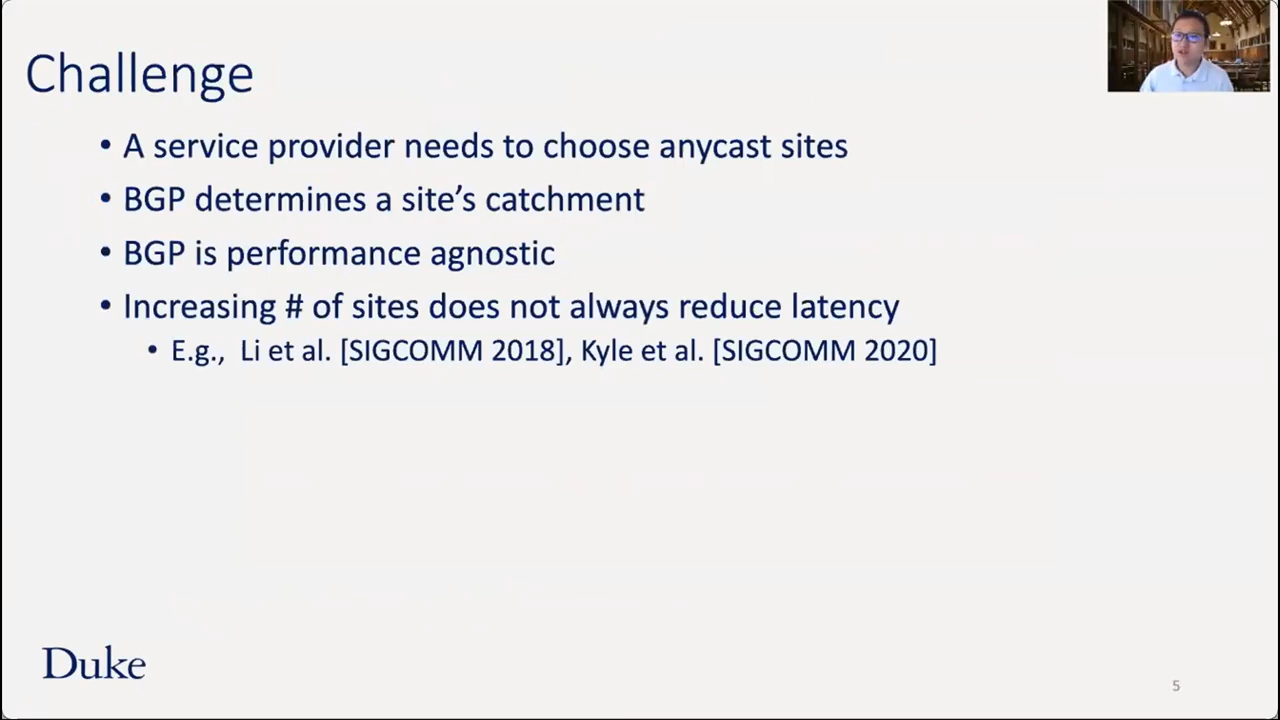 Challenge
• A service provider needs to choose anycast sites
• BGP determines a site’s catchment
• BGP is performance agnostic
• Increasing # of sites does not always reduce latency
• E.g., Li et al. [SIGCOMM 2018], Kyle et al. [SIGCOMM 2020]
Duke
5